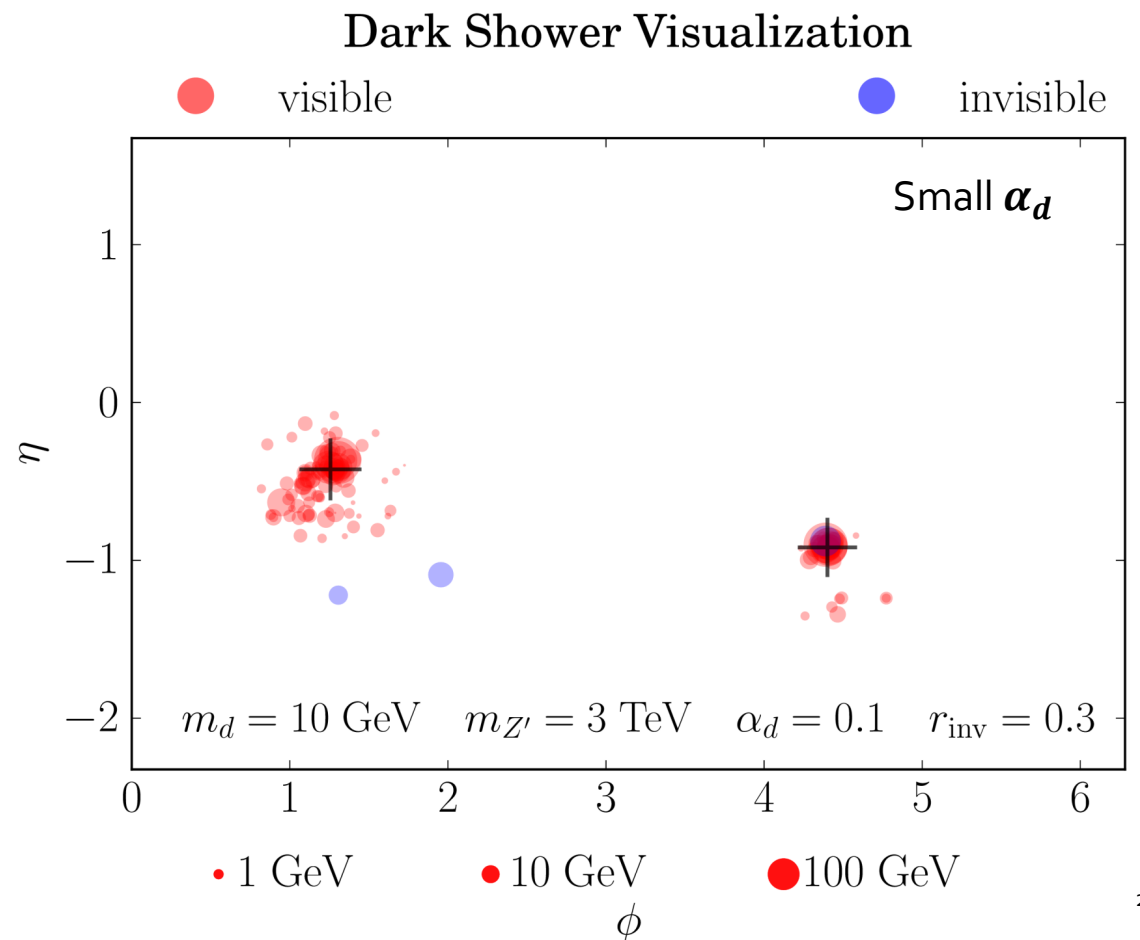 Dark Shower Visualization
visible invisible
Small α_d
1
0
−1
−2
η
m_d = 10 GeV m_{Z′} = 3 TeV α_d = 0.1 r_inv = 0.3
0 1 2 3 4 5 6
1 GeV 10 GeV 100 GeV
ϕ